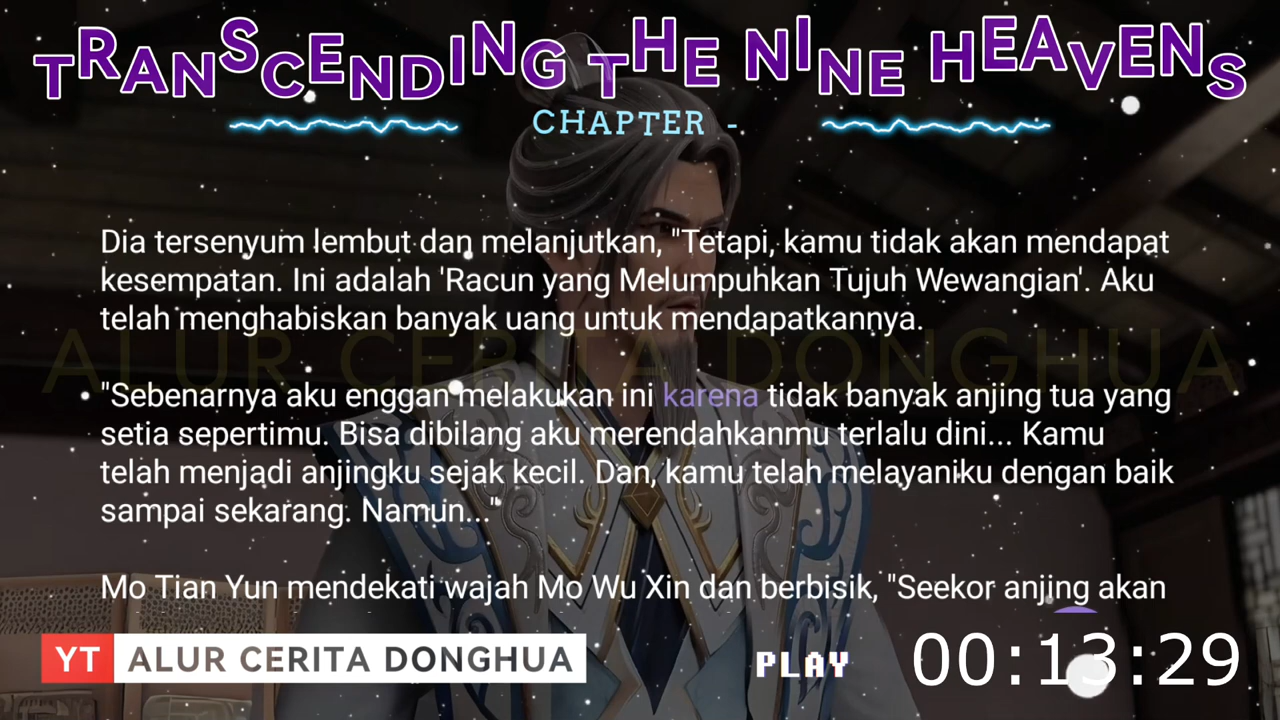 TRANSCENDING THE NINE HEAVENS
CHAPTER -
Dia tersenyum lembut dan melanjutkan, "Tetapi, kamu tidak akan mendapat
kesempatan. Ini adalah 'Racun yang Melumpuhkan Tujuh Wewangian'. Aku
telah menghabiskan banyak uang untuk mendapatkannya.
ALUR CERITA DONGHUA
"Sebenarnya aku enggan melakukan ini karena tidak banyak anjing tua yang
setia sepertimu. Bisa dibilang aku merendahkanmu terlalu dini... Kamu
telah menjadi anjingku sejak kecil. Dan, kamu telah melayaniku dengan baik
sampai sekarang. Namun..."
Mo Tian Yun mendekati wajah Mo Wu Xin dan berbisik, "Seekor anjing akan
YT ALUR CERITA DONGHUA
PLAY 00:13:29